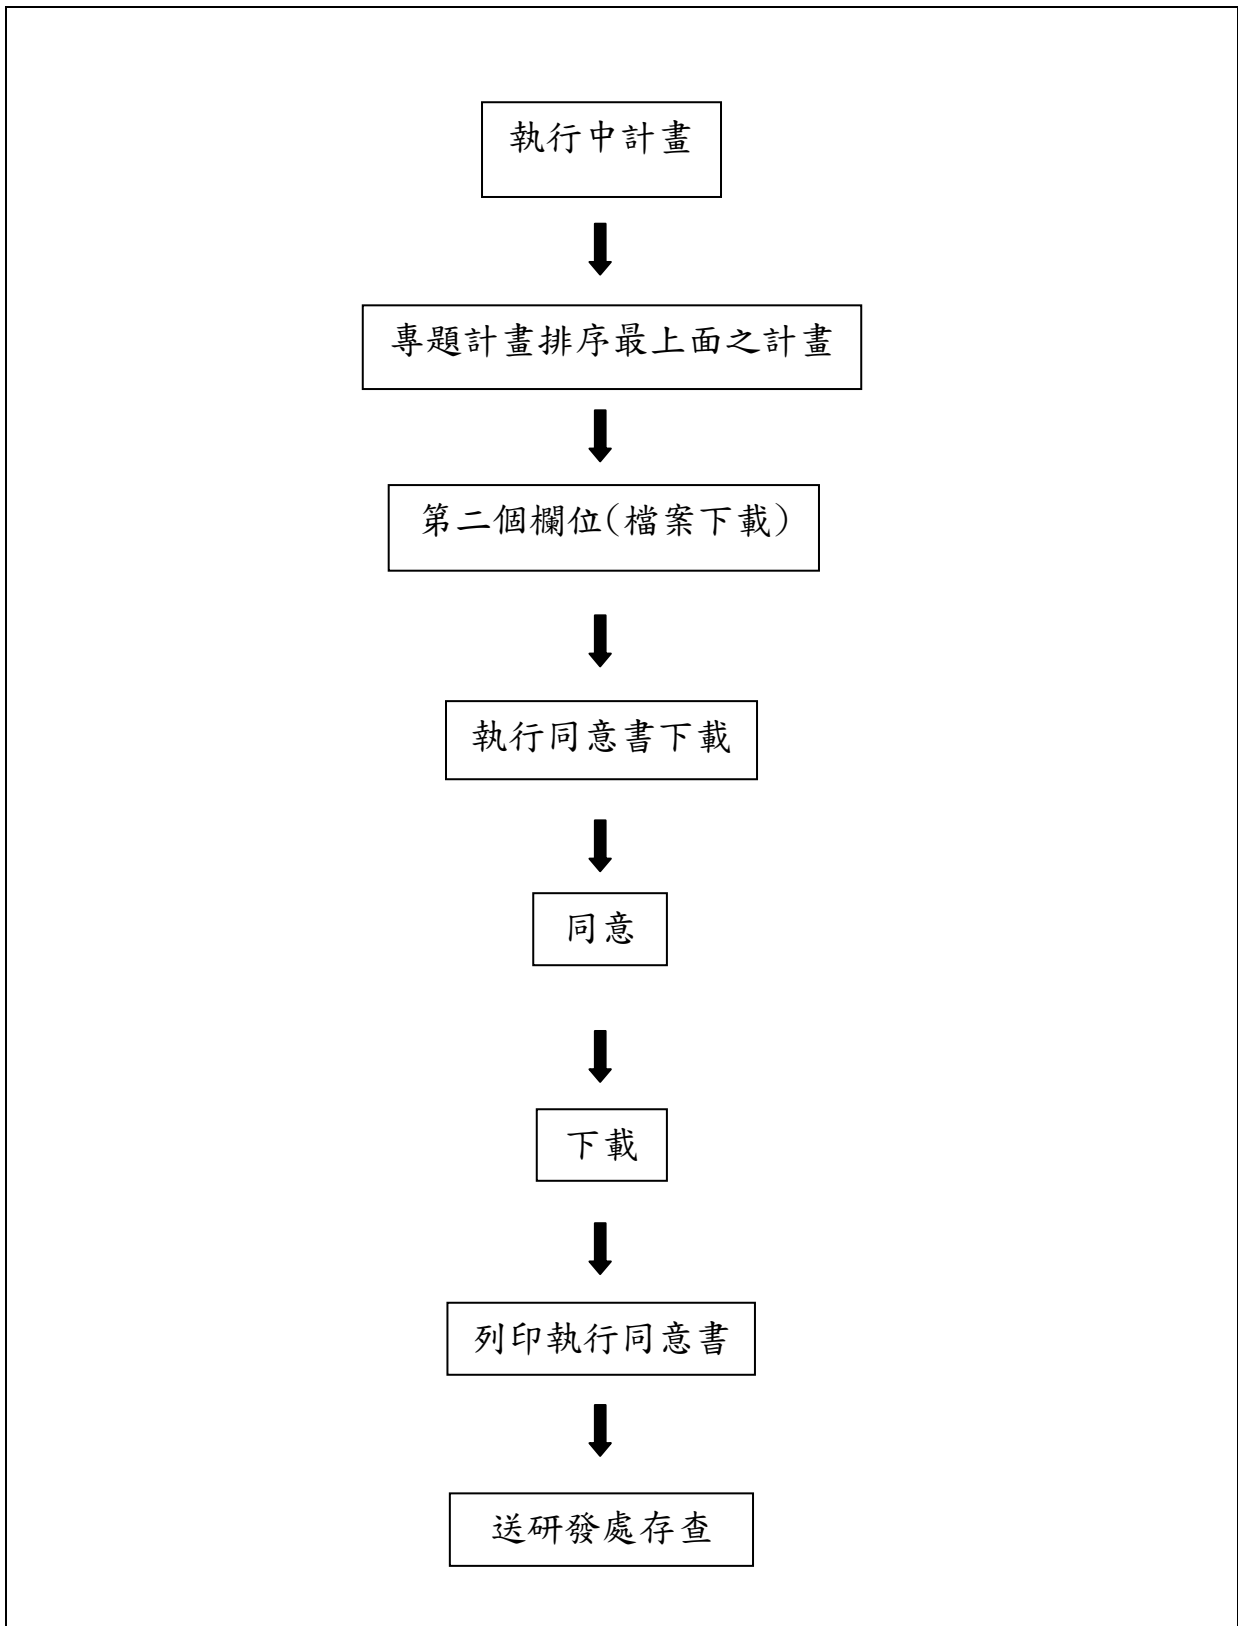 執行中計畫
專題計畫排序最上面之計畫
第二個欄位(檔案下載)
執行同意書下載
同意
下載
列印執行同意書
送研發處存查